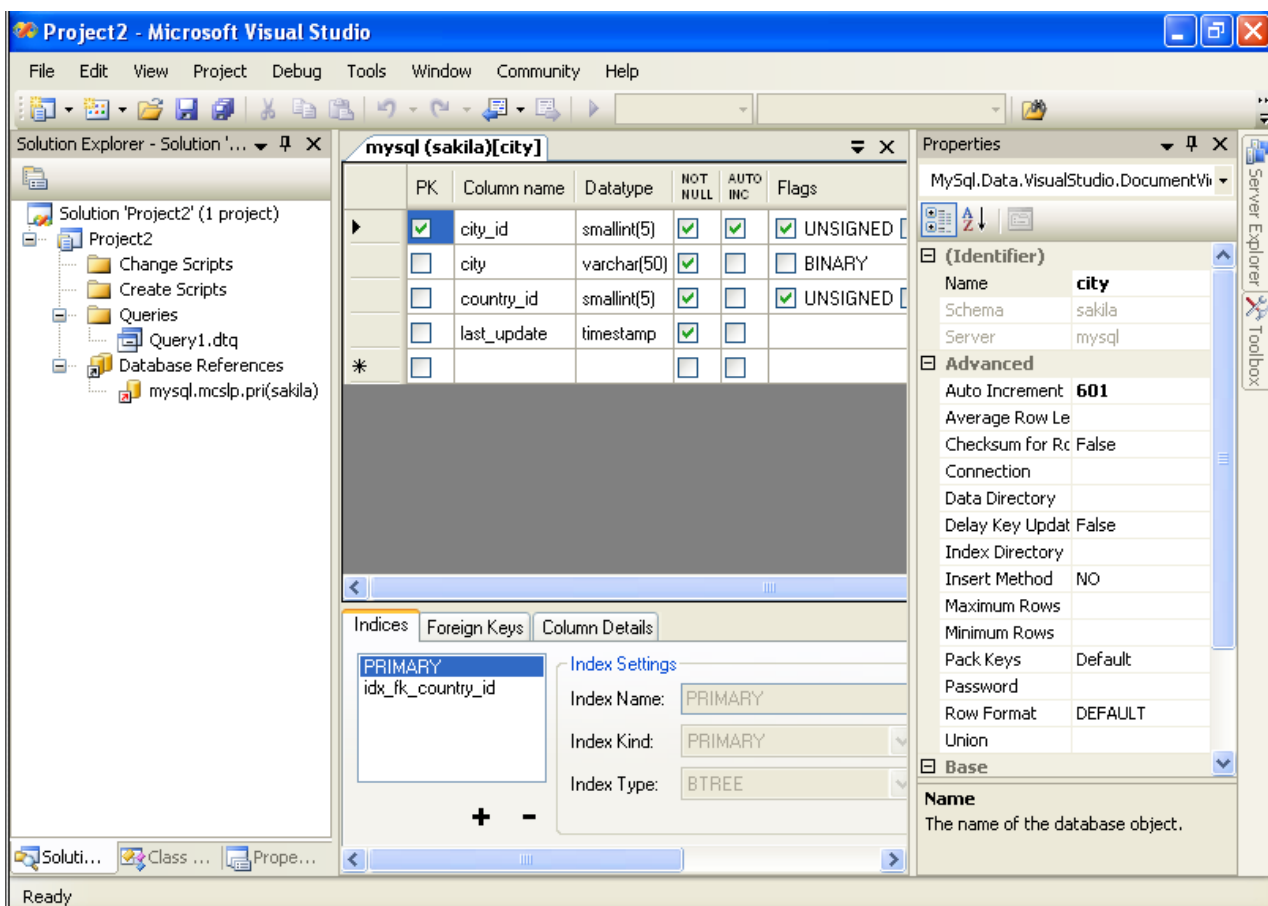 Project2 - Microsoft Visual Studio
File Edit View Project Debug Tools Window Community Help
Solution Explorer - Solution '...
Solution 'Project2' (1 project)
Project2
Change Scripts
Create Scripts
Queries
Query1.dtq
Database References
mysql.mcslp.pri(sakila)
Soluti... Class ... Prope...
mysql (sakila)[city]
PK Column name Datatype NOT NULL AUTO INC Flags
city_id smallint(5) UNSIGNED
city varchar(50) BINARY
country_id smallint(5) UNSIGNED
last_update timestamp
Indices Foreign Keys Column Details
PRIMARY
idx_fk_country_id
Index Settings
Index Name: PRIMARY
Index Kind: PRIMARY
Index Type: BTREE
Properties
MySql.Data.VisualStudio.DocumentVi
(Identifier)
Name city
Schema sakila
Server mysql
Advanced
Auto Increment 601
Average Row Le
Checksum for Ro False
Connection
Data Directory
Delay Key Updat False
Index Directory
Insert Method NO
Maximum Rows
Minimum Rows
Pack Keys Default
Password
Row Format DEFAULT
Union
Base
Name
The name of the database object.
Server Explorer
Toolbox
Ready